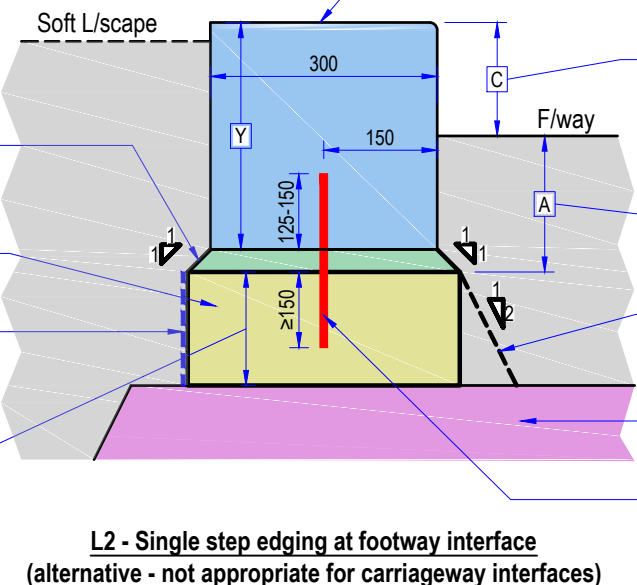 Soft L/scape
300
C
F/way
Y
150
125-150
A
1
1
1
1
≥150
1
2
L2 - Single step edging at footway interface
(alternative - not appropriate for carriageway interfaces)